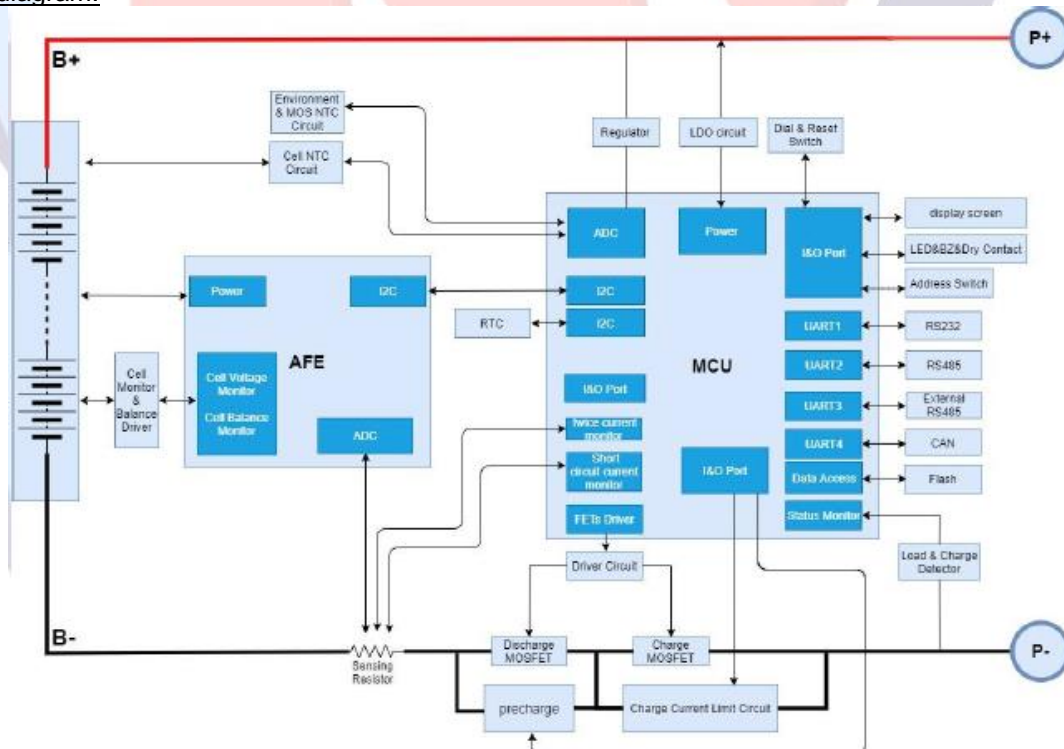 diagram.
B+
P+
Environment
& MOS NTC
Circuit
Cell NTC
Circuit
Regulator
LDO circuit
Dial & Reset
Switch
ADC
Power
I&O Port
display screen
LED&BZ&Dry Contact
Address Switch
Power
I2C
I2C
RTC
I2C
UART1
RS232
AFE
MCU
UART2
RS485
Cell
Monitor
&
Balance
Driver
Cell Voltage
Monitor
Cell Balance
Monitor
I&O Port
UART3
External
RS485
ADC
Twice current
monitor
UART4
CAN
Short
circuit current
monitor
I&O Port
Data Access
Flash
FETs Driver
Status Monitor
Driver Circuit
Load & Charge
Detector
B-
Sensing
Resistor
Discharge
MOSFET
Charge
MOSFET
P-
precharge
Charge Current Limit Circuit